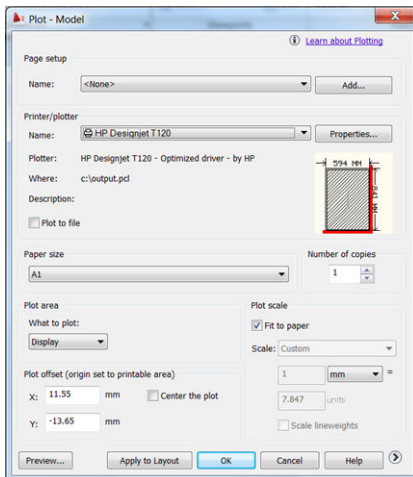 Plot - Model
Learn about Plotting
Page setup
Name: <None> Add...
Printer/plotter
Name: HP Designjet T120 Properties...
Plotter: HP Designjet T120 - Optimized driver - by HP
Where: c:\output.pcl
Description:
Plot to file
594 MM
841 MM
Paper size
A1
Number of copies
1
Plot area
What to plot:
Display
Plot scale
Fit to paper
Scale: Custom
1 mm =
7.847 units
Scale lineweights
Plot offset (origin set to printable area)
X: 11.55 mm Center the plot
Y: -13.65 mm
Preview... Apply to Layout OK Cancel Help